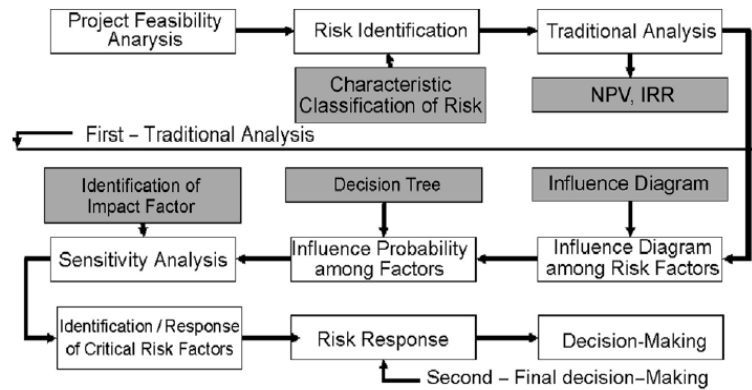 Project Feasibility
Anarysis
Risk Identification
Traditional Analysis
Characteristic
Classification of Risk
NPV, IRR
First – Traditional Analysis
Identification of
Impact Factor
Decision Tree
Influence Diagram
Sensitivity Analysis
Influence Probability
among Factors
Influence Diagram
among Risk Factors
Identification / Response
of Critical Risk Factors
Risk Response
Decision-Making
Second – Final decision–Making